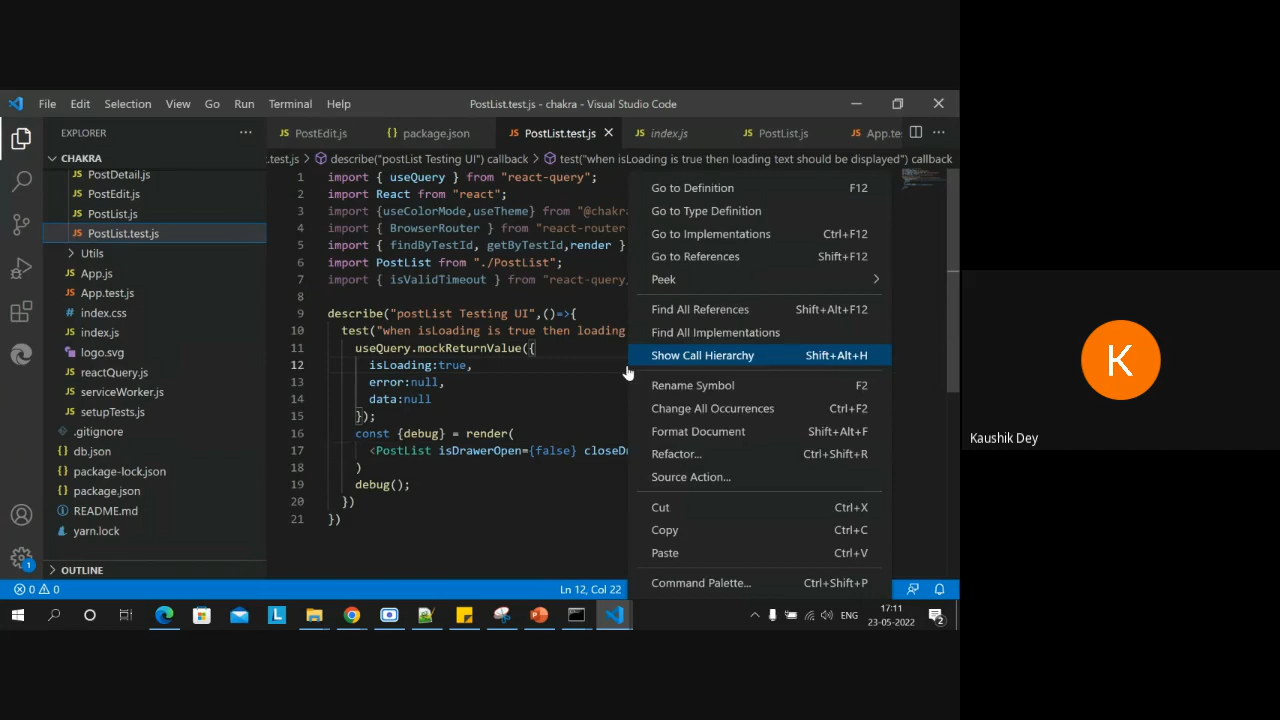 File Edit Selection View Go Run Terminal Help
PostList.test.js - chakra - Visual Studio Code
EXPLORER
PostEdit.js
package.json
PostList.test.js
index.js
PostList.js
App.te
CHAKRA
.test.js > describe("postList Testing UI") callback > test("when isLoading is true then loading text should be displayed") callback
PostDetail.js
PostEdit.js
PostList.js
PostList.test.js
Utils
App.js
App.test.js
index.css
index.js
logo.svg
reactQuery.js
serviceWorker.js
setupTests.js
.gitignore
db.json
package-lock.json
package.json
README.md
yarn.lock
OUTLINE
1 import { useQuery } from "react-query";
2 import React from "react";
3 import {useColorMode,useTheme} from "@chakr
4 import { BrowserRouter } from "react-router
5 import { findByTestId, getByTestId,render }
6 import PostList from "./PostList";
7 import { isValidTimeout } from "react-query
8
9 describe("postList Testing UI",()=>{
10 test("when isLoading is true then loading
11 useQuery.mockReturnValue({
12 isLoading:true,
13 error:null,
14 data:null
15 });
16 const {debug} = render(
17 <PostList isDrawerOpen={false} closeDr
18 )
19 debug();
20 })
21 })
Go to Definition F12
Go to Type Definition
Go to Implementations Ctrl+F12
Go to References Shift+F12
Peek
Find All References Shift+Alt+F12
Find All Implementations
Show Call Hierarchy Shift+Alt+H
Rename Symbol F2
Change All Occurrences Ctrl+F2
Format Document Shift+Alt+F
Refactor... Ctrl+Shift+R
Source Action...
Cut Ctrl+X
Copy Ctrl+C
Paste Ctrl+V
Command Palette... Ctrl+Shift+P
1
0 0
Ln 12, Col 22
L
ENG
17:11
23-05-2022
2
K
Kaushik Dey